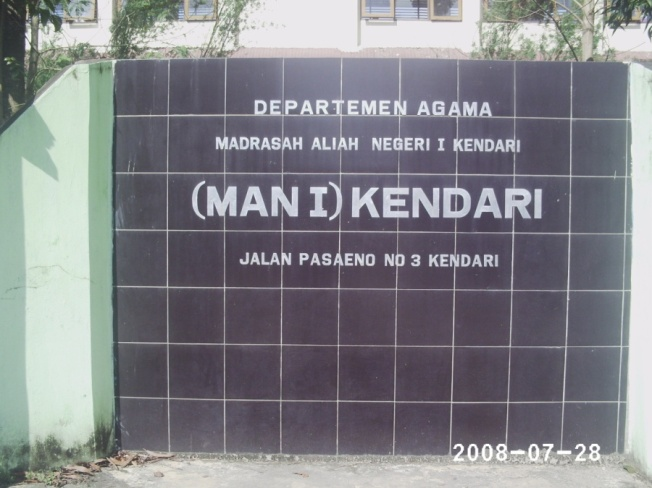 DEPARTEMEN AGAMA
MADRASAH ALIAH NEGERI I KENDARI
(MAN I) KENDARI
JALAN PASAENO NO 3 KENDARI
2008-07-28